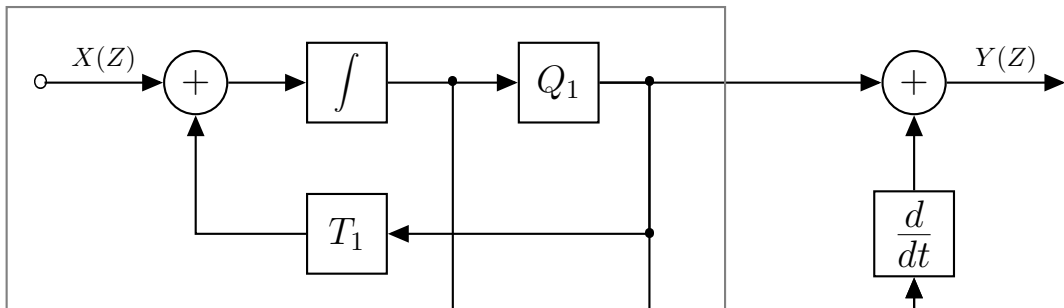 X(Z)
+
∫
Q₁
+
Y(Z)
T₁
d/dt